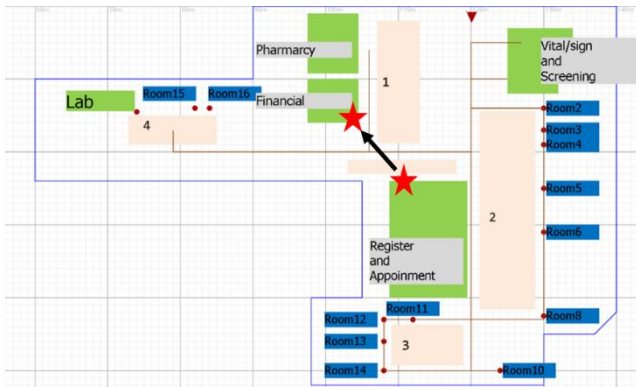 Pharmarcy
Financial
1
Vital/sign
and
Screening
Lab
Room15
Room16
4
Room2
Room3
Room4
Room5
2
Room6
Register
and
Appoinment
Room8
Room11
Room12
Room13
3
Room14
Room10